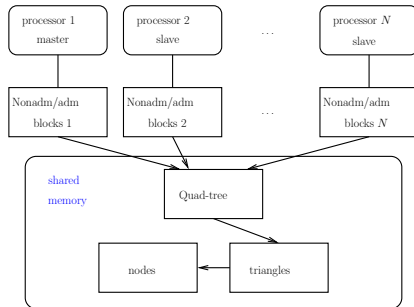 processor 1
master
processor 2
slave
...
processor N
slave
Nonadm/adm
blocks 1
Nonadm/adm
blocks 2
...
Nonadm/adm
blocks N
shared
memory
Quad-tree
nodes
triangles